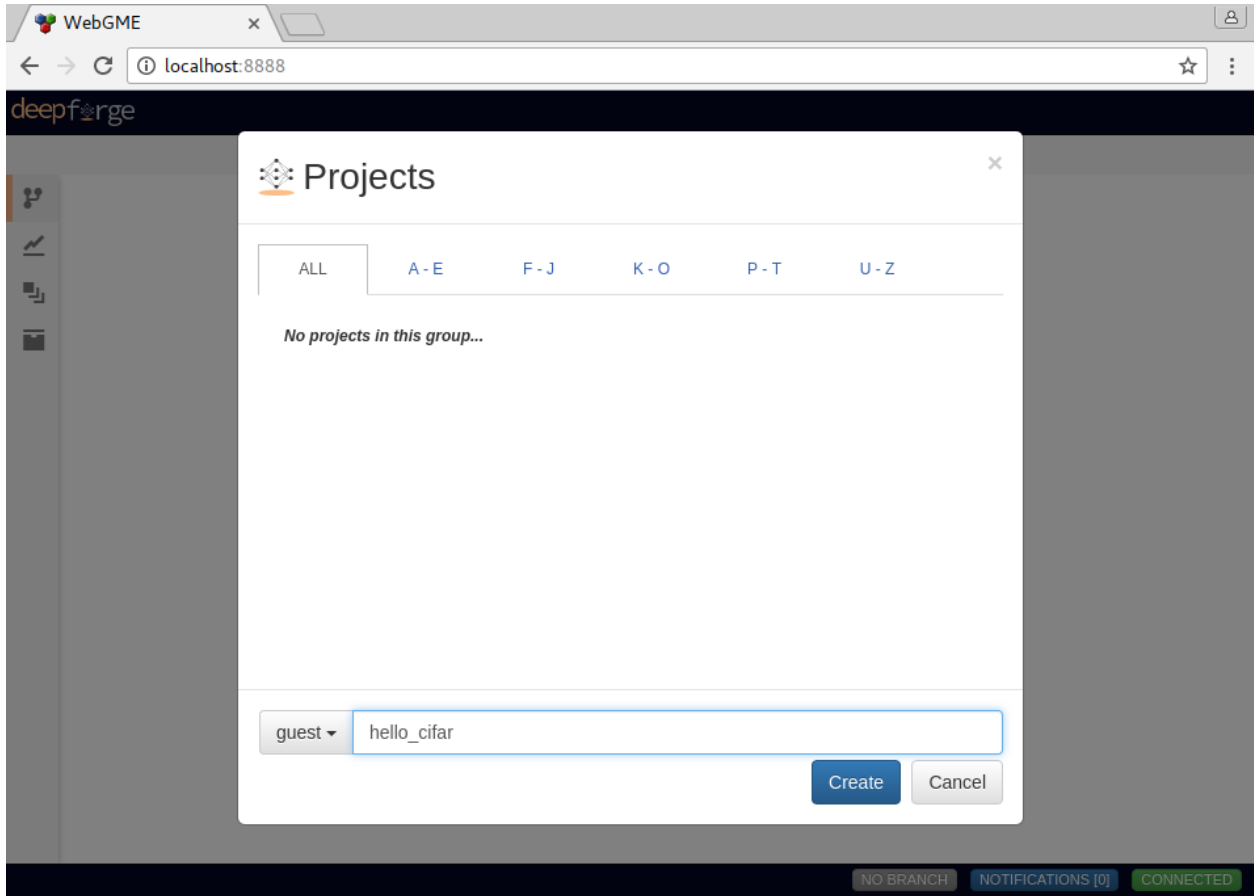 WebGME
localhost:8888
deepforge
Projects
ALL A - E F - J K - O P - T U - Z
No projects in this group...
guest hello_cifar
Create Cancel
NO BRANCH NOTIFICATIONS [0] CONNECTED